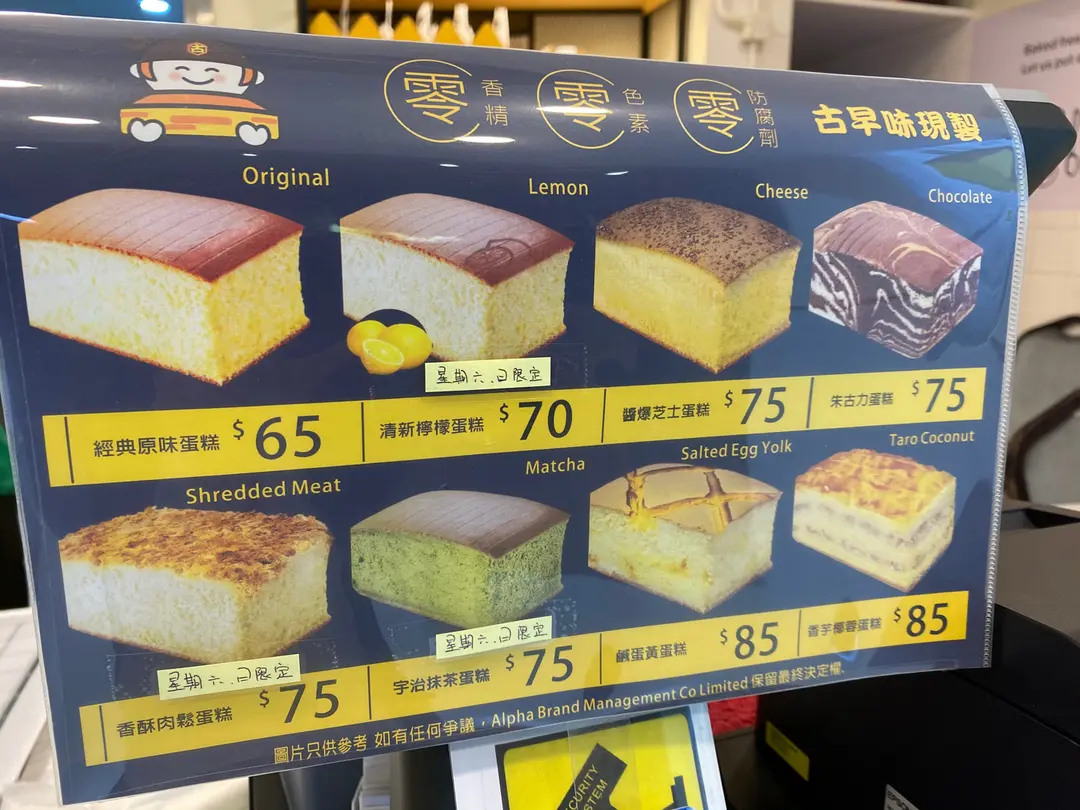 Baked
Let us put
古
零 香精
零 色素
零 防腐劑
古早味現製
Original
Lemon
Cheese
Chocolate
星期六.日限定
經典原味蛋糕 $65
清新檸檬蛋糕 $70
醬爆芝士蛋糕 $75
朱古力蛋糕 $75
Shredded Meat
Matcha
Salted Egg Yolk
Taro Coconut
星期六.日限定
星期六.日限定
香酥肉鬆蛋糕 $75
宇治抹茶蛋糕 $75
鹹蛋黃蛋糕 $85
香芋椰蓉蛋糕 $85
圖片只供參考 如有任何爭議，Alpha Brand Management Co Limited 保留最終決定權.